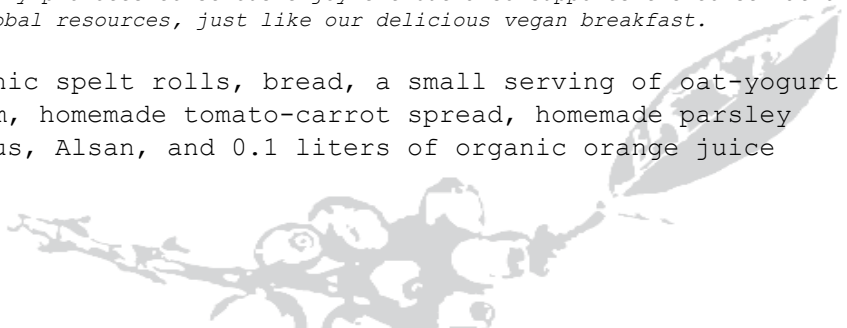 obal resources, just like our delicious vegan breakfast.
nic spelt rolls, bread, a small serving of oat-yogurt
m, homemade tomato-carrot spread, homemade parsley
us, Alsan, and 0.1 liters of organic orange juice